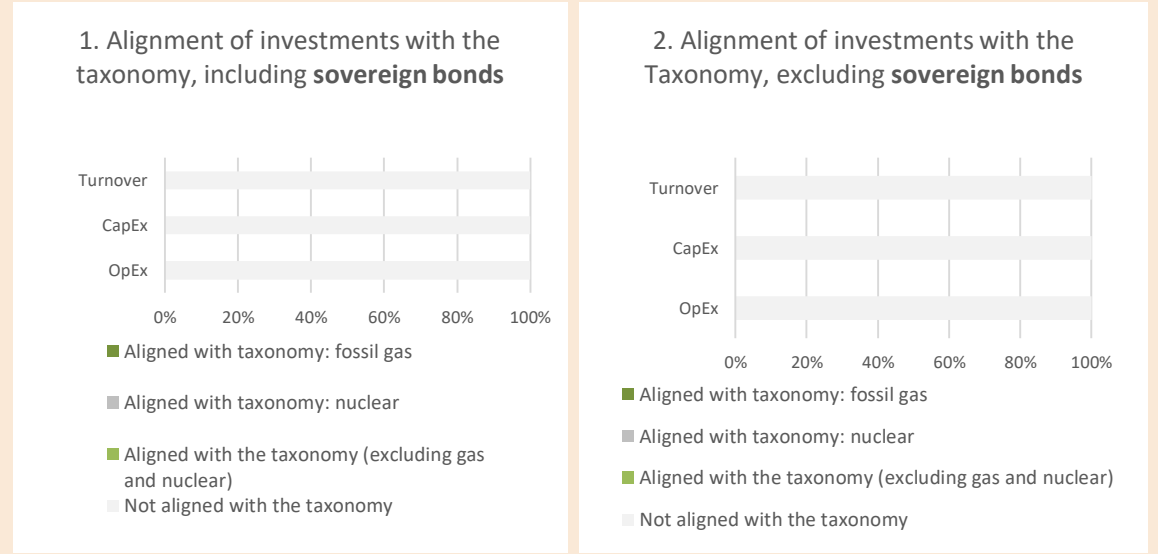 1. Alignment of investments with the
taxonomy, including sovereign bonds
Turnover
CapEx
OpEx
0% 20% 40% 60% 80% 100%
Aligned with taxonomy: fossil gas
Aligned with taxonomy: nuclear
Aligned with the taxonomy (excluding gas
and nuclear)
Not aligned with the taxonomy
2. Alignment of investments with the
Taxonomy, excluding sovereign bonds
Turnover
CapEx
OpEx
0% 20% 40% 60% 80% 100%
Aligned with taxonomy: fossil gas
Aligned with taxonomy: nuclear
Aligned with the taxonomy (excluding gas and nuclear)
Not aligned with the taxonomy